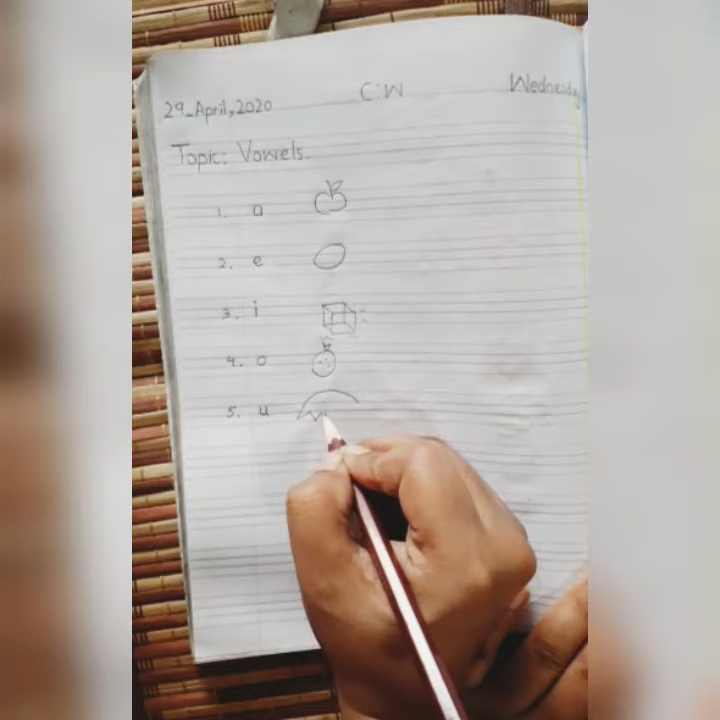 29_April,2020 C:W Wednesday
Topic: Vowels.
1. a
2. e
3. i
4. o
5. u